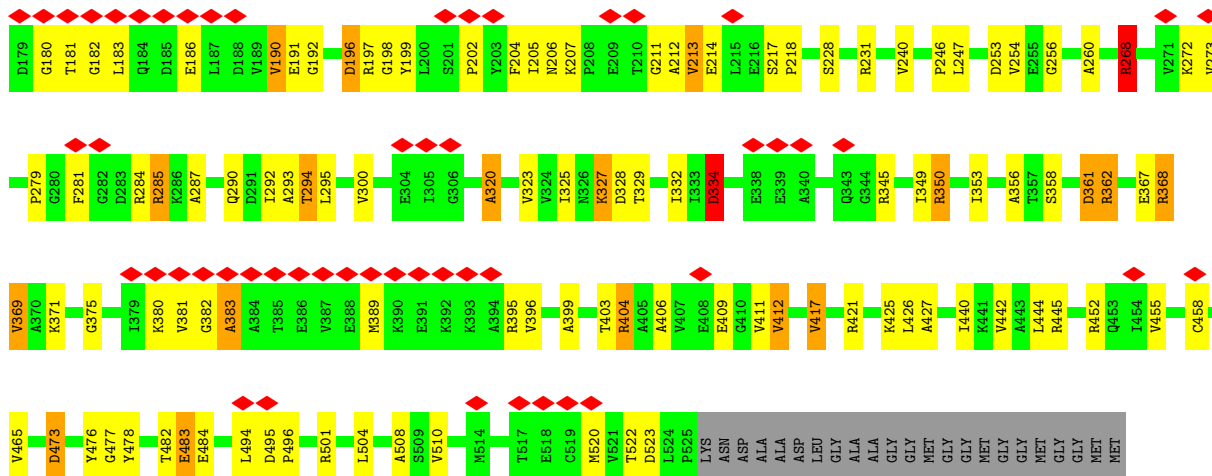 D179 G180 T181 G182 L183 Q184 D185 E186 L187 D188 V189 V190 E191 G192 D196 R197 G198 Y199 L200 S201 P202 Y203 F204 I205 N206 K207 P208 E209 T210 G211 A212 V213 E214 L215 E216 S217 P218 S228 R231 V240 P246 L247 D253 V254 E255 G256 A260 R268 V271 K272 V273
P279 G280 F281 G282 D283 R284 R285 K286 A287 Q290 D291 I292 A293 T294 L295 V300 E304 I305 G306 A320 V323 V324 I325 N326 K327 D328 T329 I332 I333 D334 E338 E339 A340 Q343 G344 R345 I349 R350 I353 A356 T357 S358 D361 R362 E367 R368
V369 A370 K371 G375 I379 K380 V381 G382 A383 A384 T385 E386 V387 E388 M389 K390 E391 K392 K393 A394 R395 V396 A399 T403 R404 A405 A406 V407 E408 E409 G410 V411 V412 V417 R421 K425 L426 A427 I440 K441 V442 A443 L444 R445 R452 Q453 I454 V455 C458
V465 D473 Y476 G477 Y478 T482 E483 E484 L494 D495 P496 R501 L504 A508 S509 V510 M514 T517 E518 C519 M520 V521 T522 D523 L524 P525 LYS ASN ASP ALA ALA ASP LEU GLY ALA ALA GLY GLY MET GLY GLY MET GLY GLY MET GLY GLY MET MET